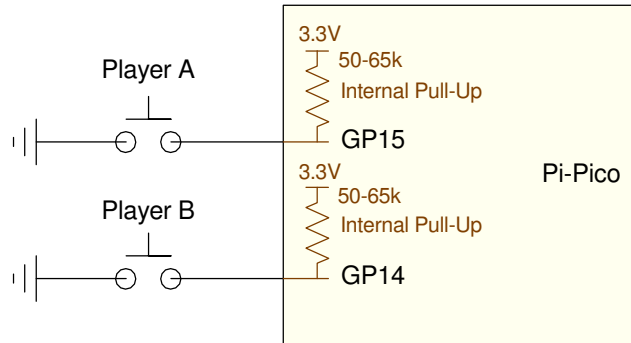 3.3V
50-65k
Player A
Internal Pull-Up
GP15
3.3V
Pi-Pico
50-65k
Player B
Internal Pull-Up
GP14